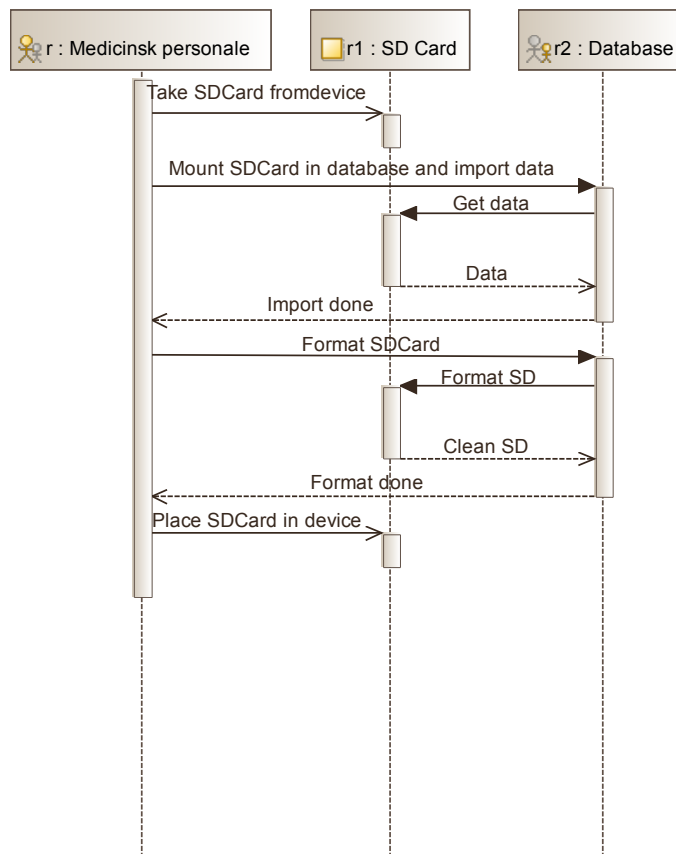 r : Medicinsk personale
r1 : SD Card
r2 : Database
Take SDCard fromdevice
Mount SDCard in database and import data
Get data
Data
Import done
Format SDCard
Format SD
Clean SD
Format done
Place SDCard in device